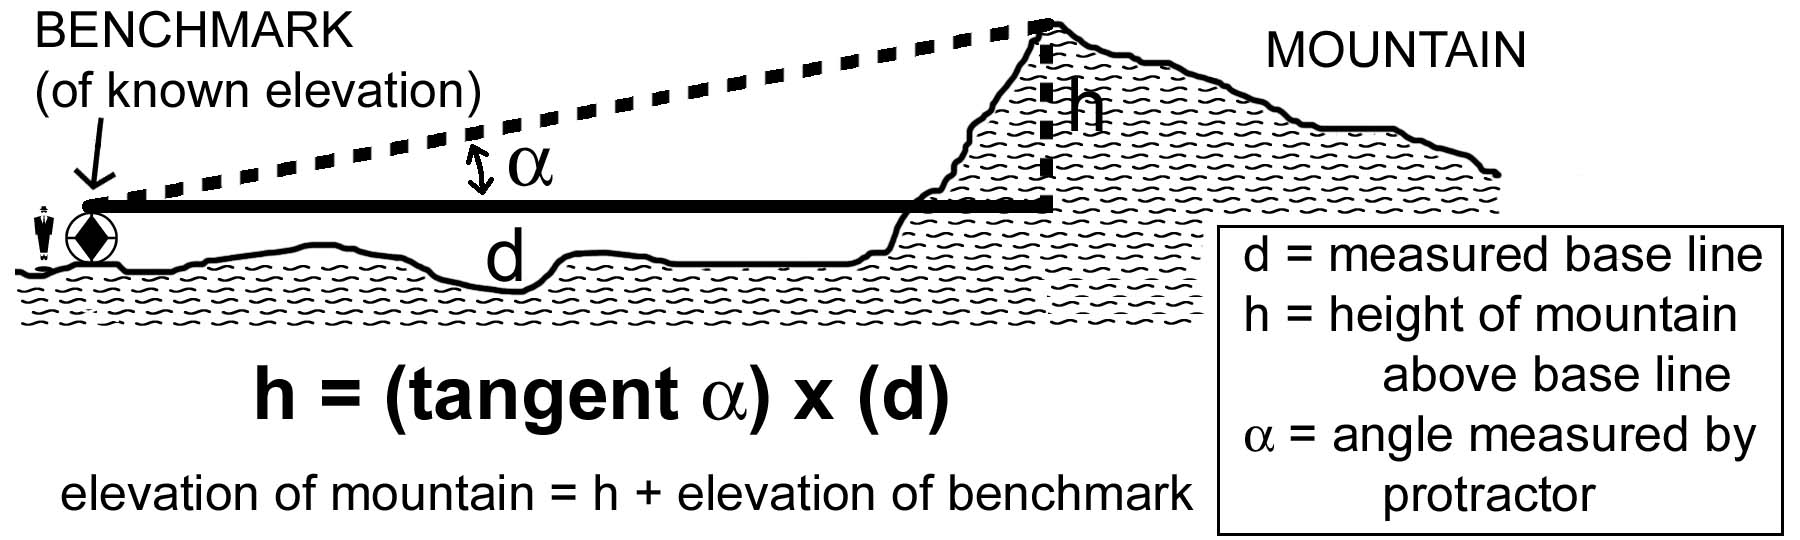 BENCHMARK
(of known elevation)
MOUNTAIN
h
α
d
d = measured base line
h = height of mountain
above base line
α = angle measured by
protractor
h = (tangent α) x (d)
elevation of mountain = h + elevation of benchmark